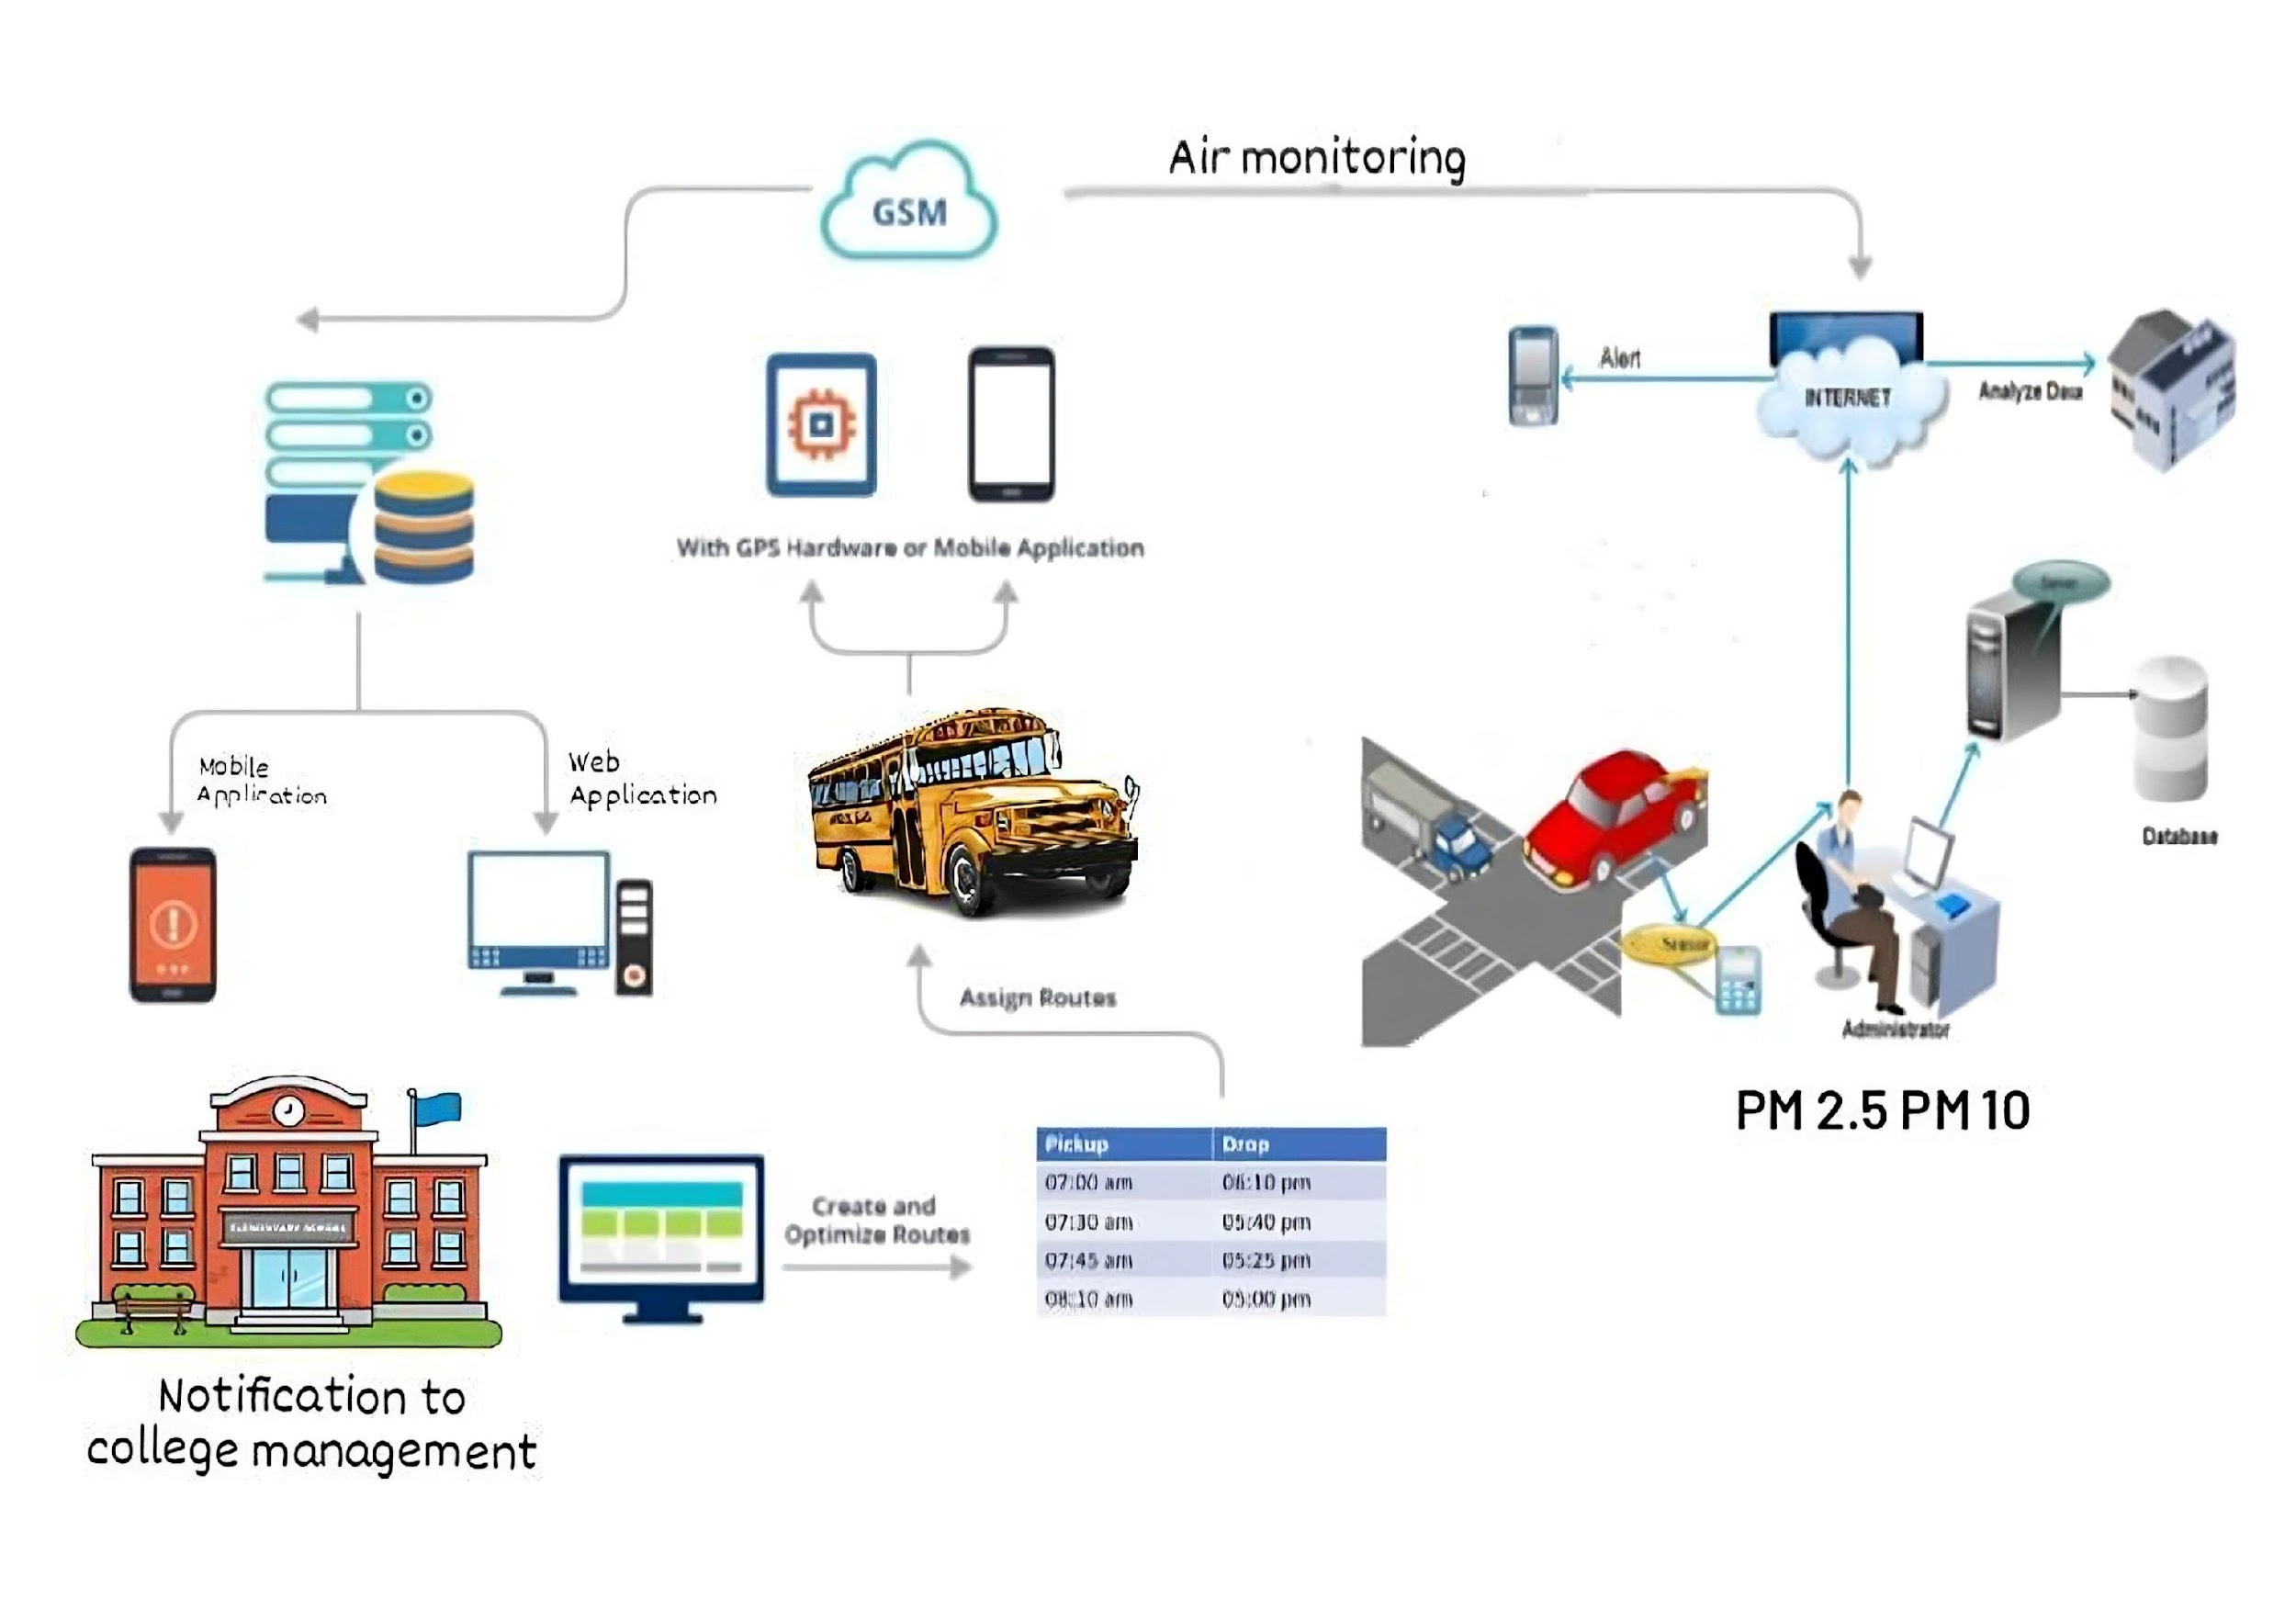 GSM
Air monitoring
With GPS Hardware or Mobile Application
Alert
INTERNET
Analyze Data
Mobile
Application
Web
Application
Assign Routes
Sensor
Database
Administrator
PM 2.5 PM 10
Create and
Optimize Routes
Pickup Drop
07:00 am 06:10 pm
07:30 am 05:40 pm
07:45 am 05:25 pm
08:10 am 05:00 pm
ELEMENTARY SCHOOL
Notification to
college management